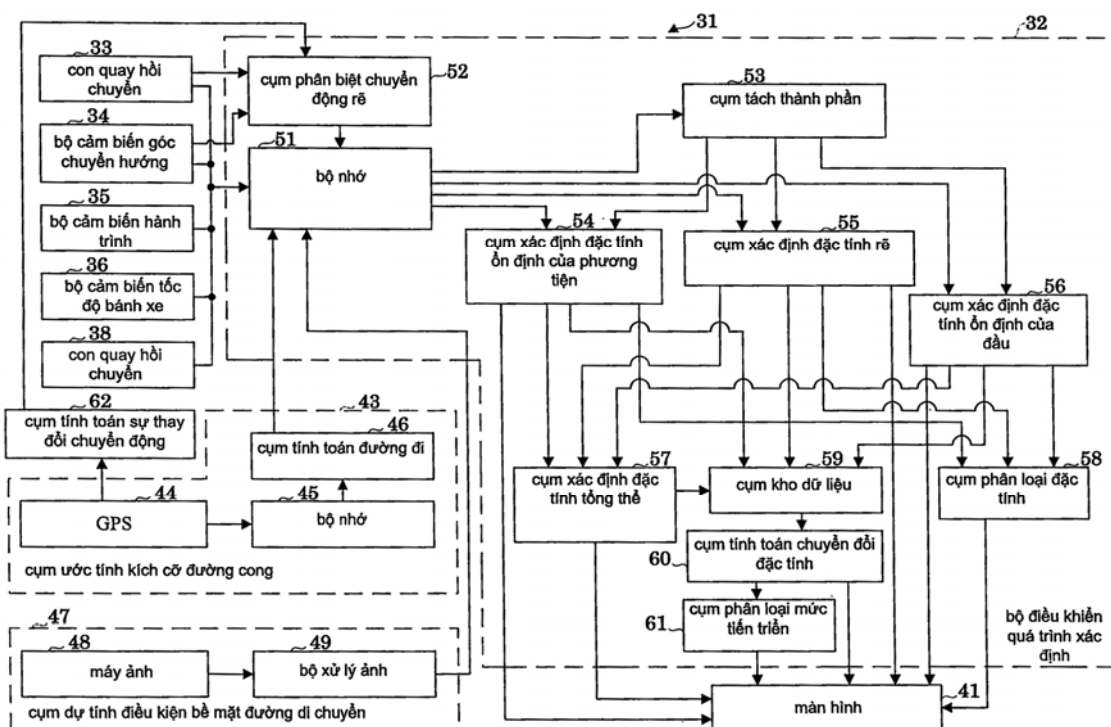 31
32
33
con quay hồi
chuyển
34
bộ cảm biến góc
chuyển hướng
35
bộ cảm biến hành
trình
36
bộ cảm biến tốc
độ bánh xe
38
con quay hồi
chuyển
62
cụm tính toán sự thay
đổi chuyển động
52
cụm phân biệt chuyển
động rẽ
51
bộ nhớ
53
cụm tách thành phần
54
cụm xác định đặc tính
ổn định của phương
tiện
55
cụm xác định đặc tính rẽ
56
cụm xác định đặc
tính ổn định của
đầu
43
46
cụm tính toán đường đi
44
GPS
45
bộ nhớ
cụm ước tính kích cỡ đường cong
57
cụm xác định đặc
tính tổng thể
59
cụm kho dữ liệu
58
cụm phân loại đặc
tính
60
cụm tính toán chuyển đổi
đặc tính
61
cụm phân loại mức
tiến triển
bộ điều khiển
quá trình xác
định
47
48
máy ảnh
49
bộ xử lý ảnh
cụm dự tính điều kiện bề mặt đường di chuyển
41
màn hình